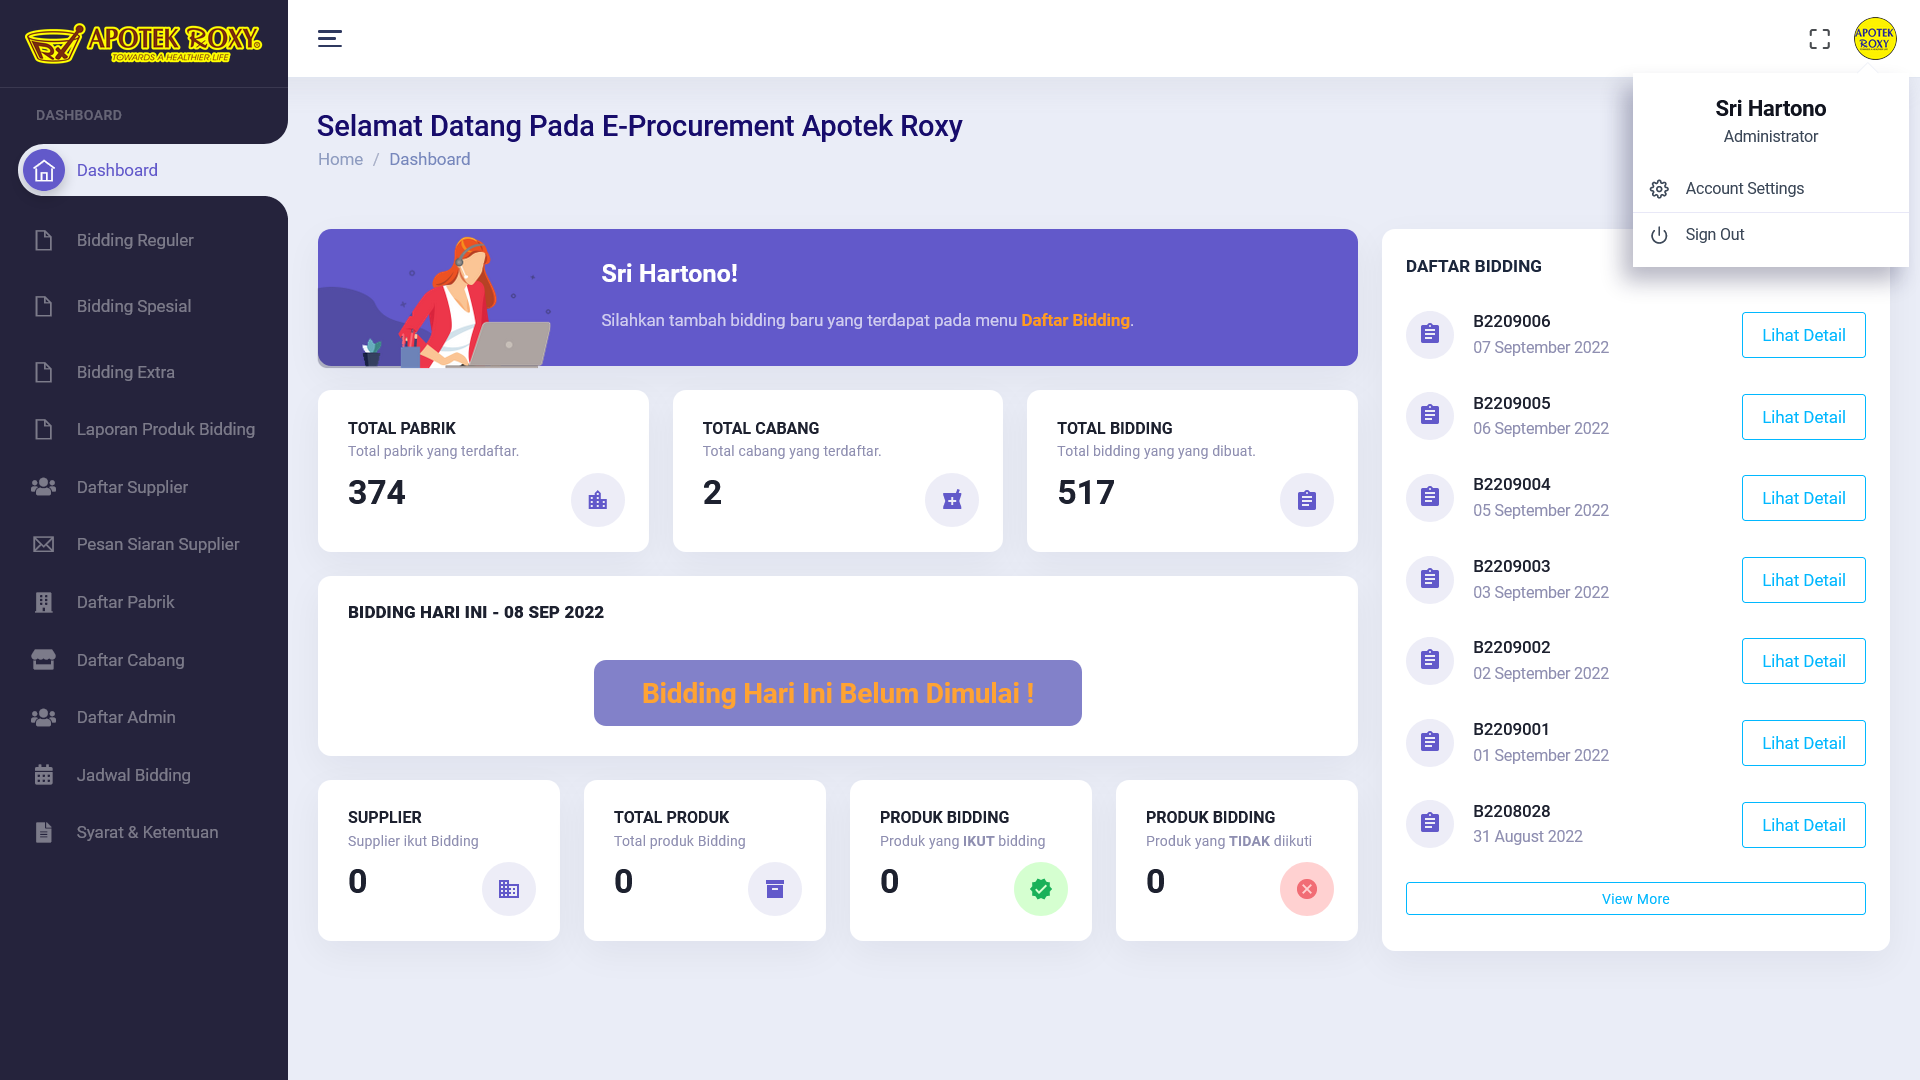 APOTEK ROXY.
TOWARDS A HEALTHIER LIFE
DASHBOARD
Dashboard
Bidding Reguler
Bidding Spesial
Bidding Extra
Laporan Produk Bidding
Daftar Supplier
Pesan Siaran Supplier
Daftar Pabrik
Daftar Cabang
Daftar Admin
Jadwal Bidding
Syarat & Ketentuan
APOTEK
ROXY
Sri Hartono
Administrator
Account Settings
Sign Out
Selamat Datang Pada E-Procurement Apotek Roxy
Home / Dashboard
Sri Hartono!
Silahkan tambah bidding baru yang terdapat pada menu Daftar Bidding.
TOTAL PABRIK
Total pabrik yang terdaftar.
374
TOTAL CABANG
Total cabang yang terdaftar.
2
TOTAL BIDDING
Total bidding yang yang dibuat.
517
BIDDING HARI INI - 08 SEP 2022
Bidding Hari Ini Belum Dimulai !
SUPPLIER
Supplier ikut Bidding
0
TOTAL PRODUK
Total produk Bidding
0
PRODUK BIDDING
Produk yang IKUT bidding
0
PRODUK BIDDING
Produk yang TIDAK diikuti
0
DAFTAR BIDDING
B2209006
07 September 2022
Lihat Detail
B2209005
06 September 2022
Lihat Detail
B2209004
05 September 2022
Lihat Detail
B2209003
03 September 2022
Lihat Detail
B2209002
02 September 2022
Lihat Detail
B2209001
01 September 2022
Lihat Detail
B2208028
31 August 2022
Lihat Detail
View More